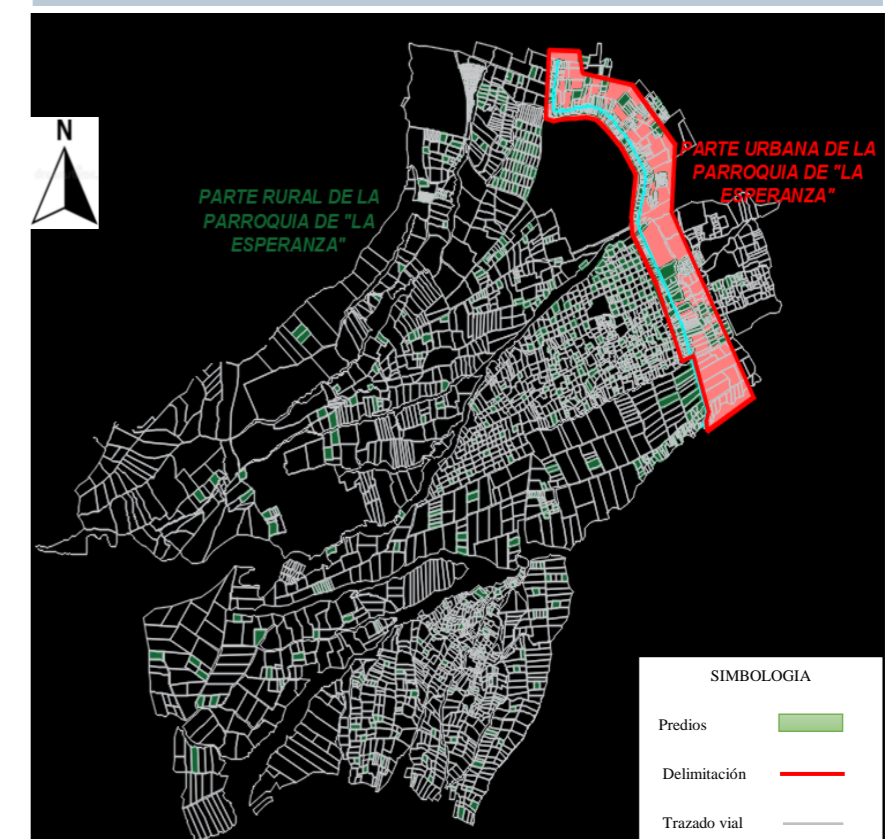 N
PARTE RURAL DE LA
PARROQUIA DE "LA
ESPERANZA"
PARTE URBANA DE LA
PARROQUIA DE "LA
ESPERANZA"
SIMBOLOGIA
Predios
Delimitación
Trazado vial